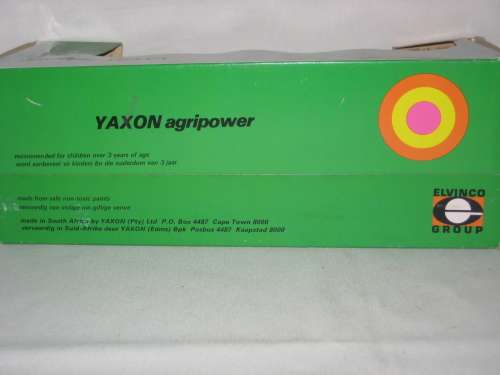 YAXON agripower
recommended for children over 3 years of age
word aanbeveel vir kinders bo die ouderdom van 3 jaar
made from safe non-toxic paints
vervaardig van veilige nie-giftige verwe
made in South Africa by YAXON (Pty) Ltd P.O. Box 4487 Cape Town 8000
vervaardig in Suid-Afrika deur YAXON (Edms) Bpk Posbus 4487 Kaapstad 8000
ELVINCO
GROUP